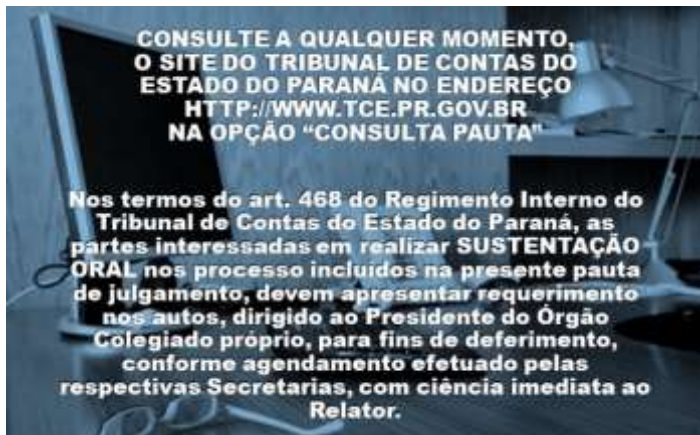 CONSULTE A QUALQUER MOMENTO,
O SITE DO TRIBUNAL DE CONTAS DO
ESTADO DO PARANÁ NO ENDEREÇO
HTTP://WWW.TCE.PR.GOV.BR
NA OPÇÃO “CONSULTA PAUTA"
Nos termos do art. 468 do Regimento Interno do
Tribunal de Contas do Estado do Paraná, as
partes interessadas em realizar SUSTENTAÇÃO
ORAL nos processo incluídos na presente pauta
de julgamento, devem apresentar requerimento
nos autos, dirigido ao Presidente do Órgão
Colegiado próprio, para fins de deferimento,
conforme agendamento efetuado pelas
respectivas Secretarias, com ciência imediata ao
Relator.